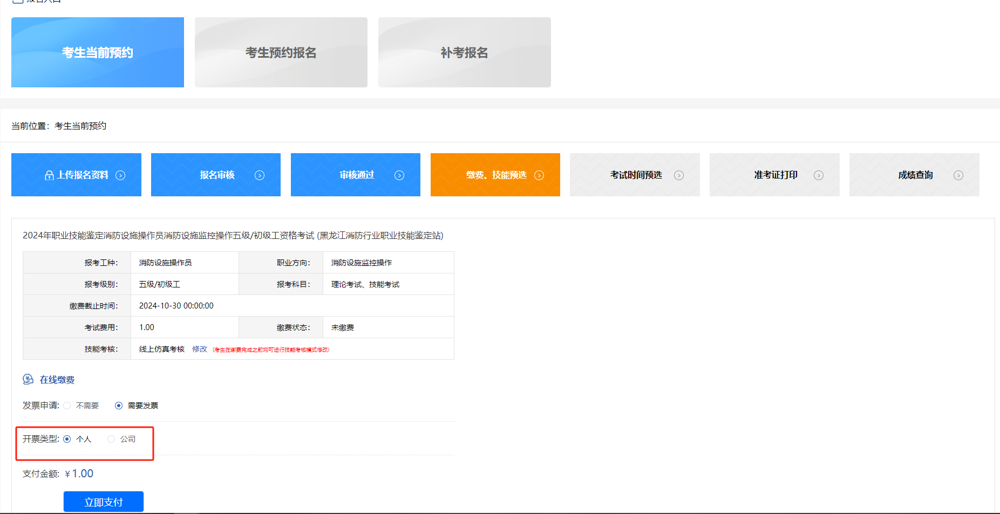 报名入口
考生当前预约 考生预约报名 补考报名
当前位置：考生当前预约
上传报名资料 报名审核 审核通过 缴费、技能预选 考试时间预选 准考证打印 成绩查询
2024年职业技能鉴定消防设施操作员消防设施监控操作五级/初级工资格考试 (黑龙江消防行业职业技能鉴定站)
报考工种： 消防设施操作员 职业方向： 消防设施监控操作
报考级别： 五级/初级工 报考科目： 理论考试、技能考试
缴费截止时间： 2024-10-30 00:00:00
考试费用： 1.00 缴费状态： 未缴费
技能考核： 线上仿真考核 修改 (考生在缴费完成之前均可进行技能考核模式修改)
在线缴费
发票申请: 不需要 需要发票
开票类型: 个人 公司
支付金额: ¥1.00
立即支付